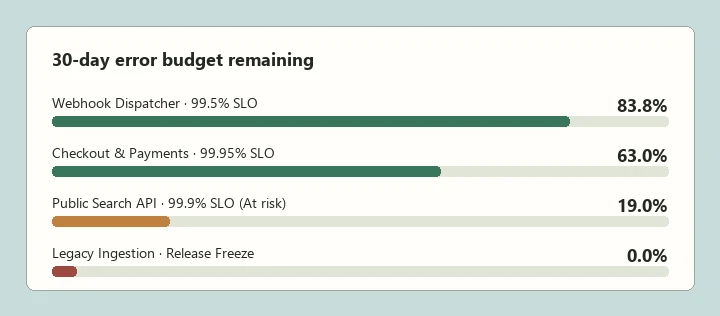 30-day error budget remaining
Webhook Dispatcher · 99.5% SLO 83.8%
Checkout & Payments · 99.95% SLO 63.0%
Public Search API · 99.9% SLO (At risk) 19.0%
Legacy Ingestion · Release Freeze 0.0%